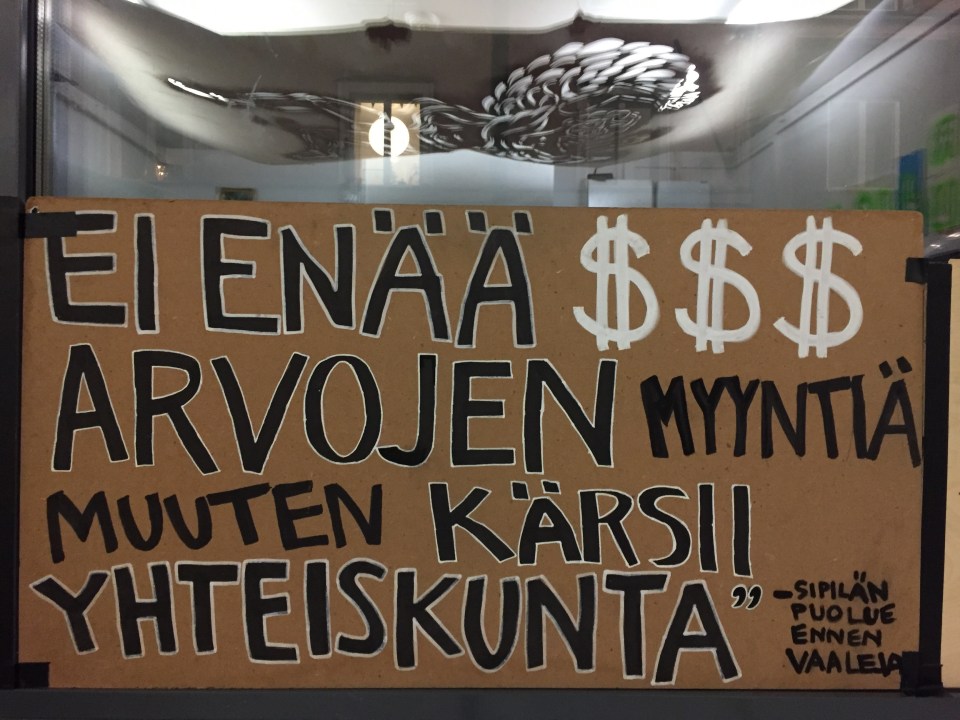 EI ENÄÄ $$$
ARVOJEN MYYNTIÄ
MUUTEN KÄRSII
YHTEISKUNTA”
-SIPILÄN
PUOLUE
ENNEN
VAALEJA